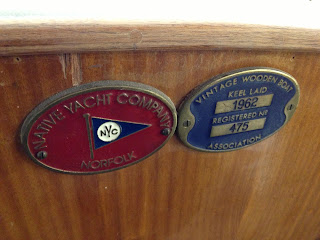 NATIVE YACHT COMPANY
NYC
NORFOLK
VINTAGE WOODEN BOAT
KEEL LAID
1962
REGISTERED Nº
475
ASSOCIATION